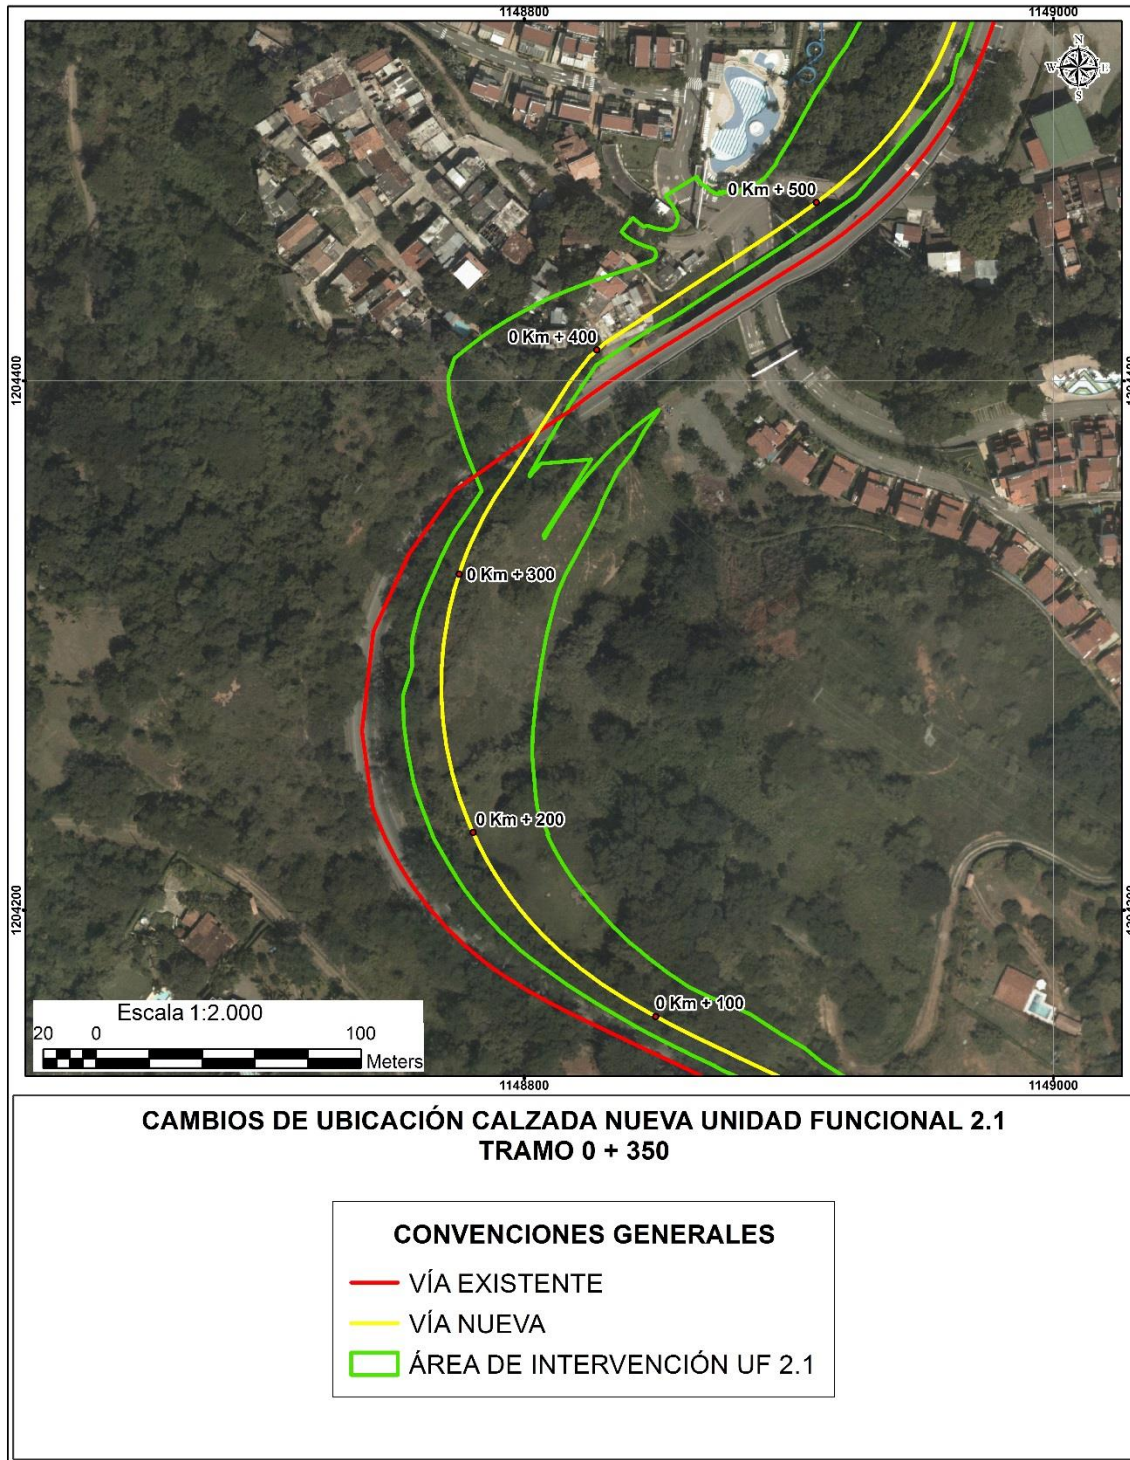 1148800
1149000
N
W
E
S
0 Km + 500
0 Km + 400
1204400
1204400
0 Km + 300
0 Km + 200
1204200
1204200
0 Km + 100
Escala 1:2.000
20 0 100
Meters
1148800
1149000
CAMBIOS DE UBICACIÓN CALZADA NUEVA UNIDAD FUNCIONAL 2.1
TRAMO 0 + 350
CONVENCIONES GENERALES
VÍA EXISTENTE
VÍA NUEVA
ÁREA DE INTERVENCIÓN UF 2.1